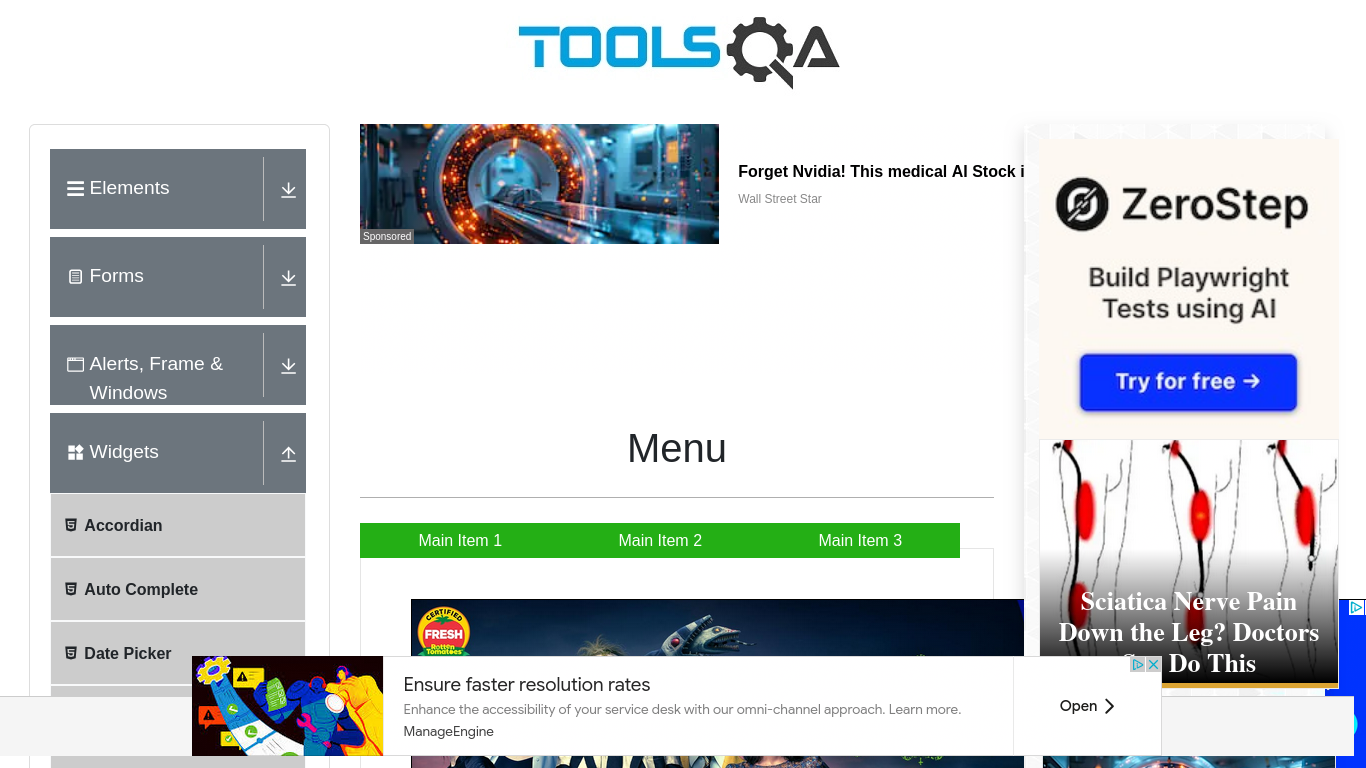 TOOLSQA
Elements
Forms
Alerts, Frame &
Windows
Widgets
Accordian
Auto Complete
Date Picker
Sponsored
Forget Nvidia! This medical AI Stock i
Wall Street Star
Menu
Main Item 1
Main Item 2
Main Item 3
CERTIFIED
FRESH
Rotten
Tomatoes
ZeroStep
Build Playwright
Tests using AI
Try for free →
Sciatica Nerve Pain
Down the Leg? Doctors
Do This
Ensure faster resolution rates
Enhance the accessibility of your service desk with our omni-channel approach. Learn more.
ManageEngine
Open